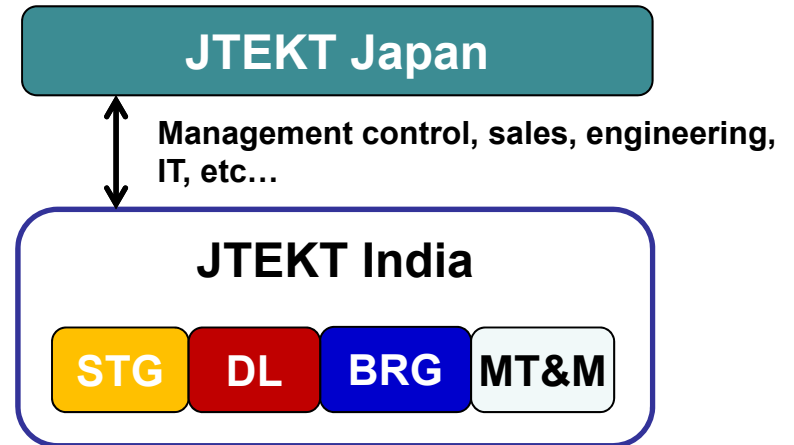 JTEKT Japan
Management control, sales, engineering,
IT, etc…
JTEKT India
STG DL BRG MT&M